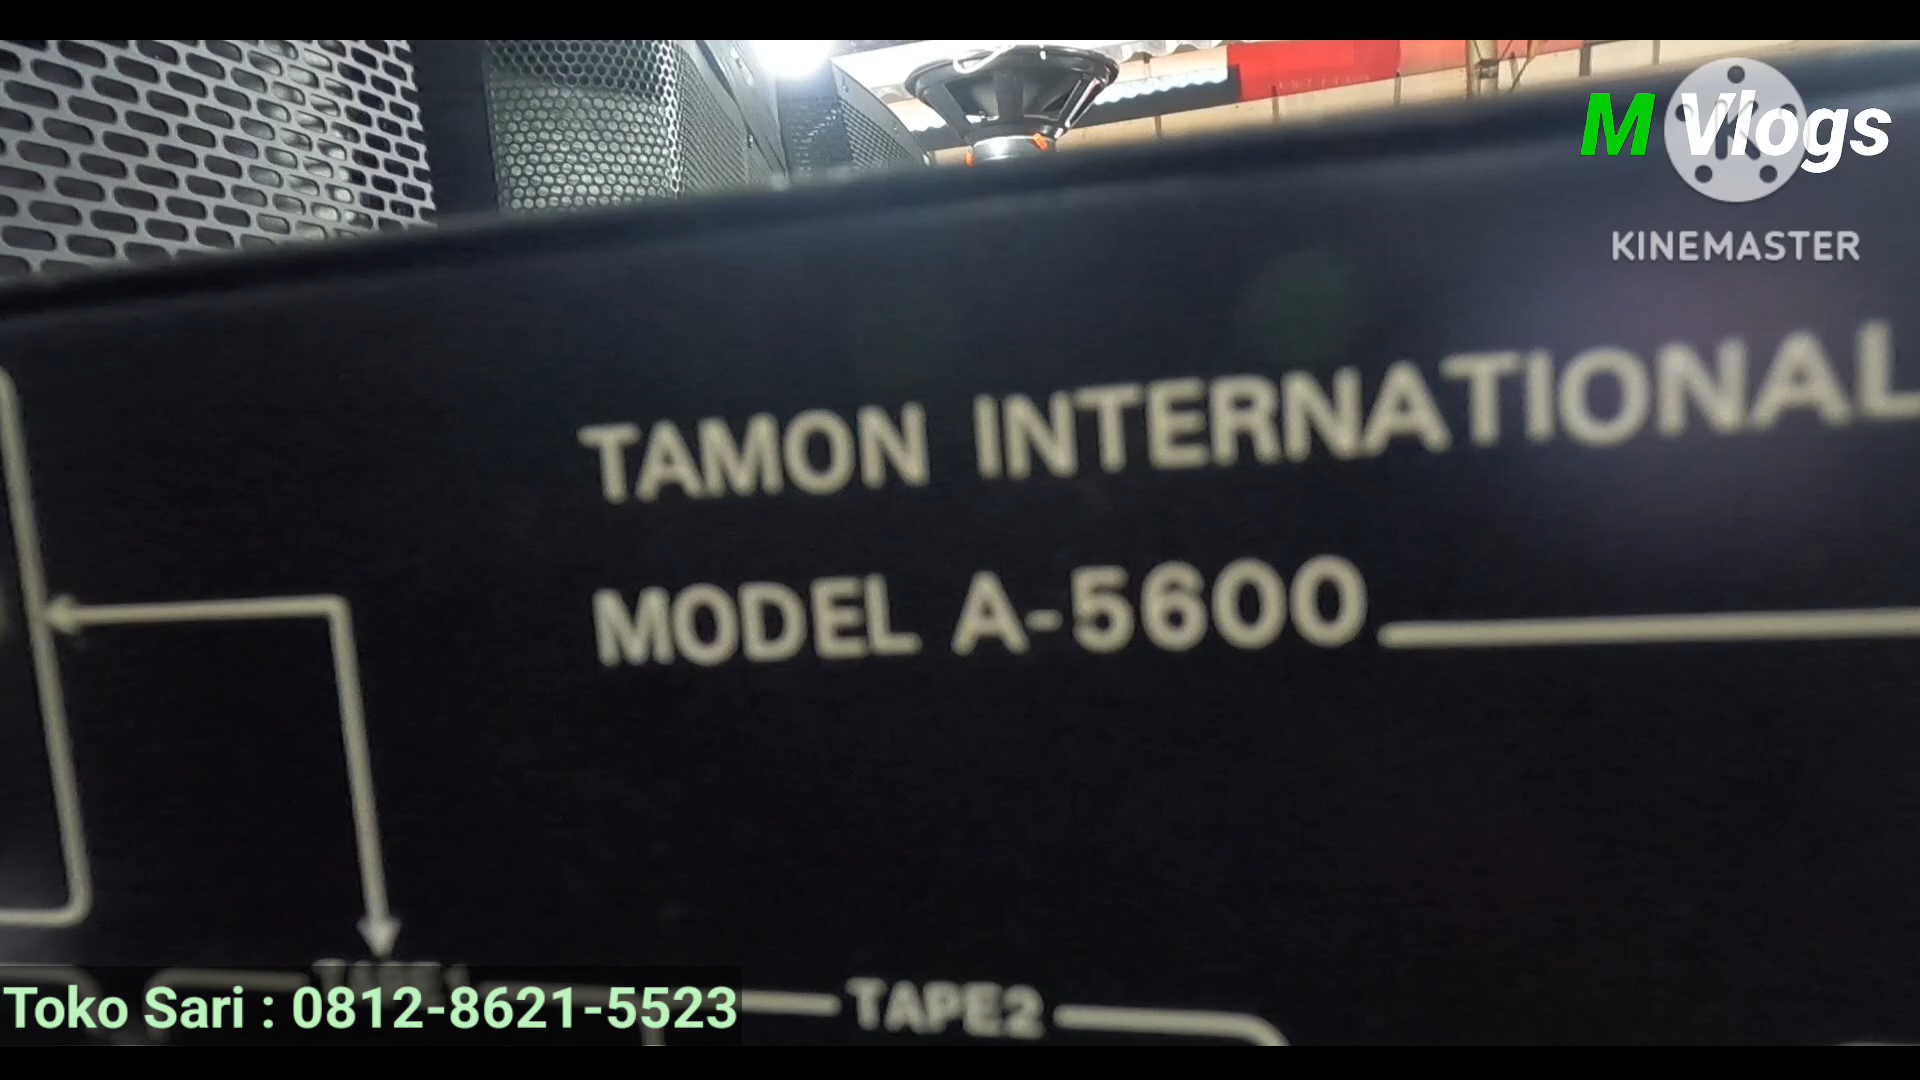 M Vlogs
KINEMASTER
TAMON INTERNATIONAL
MODEL A-5600
TAPE2
Toko Sari : 0812-8621-5523